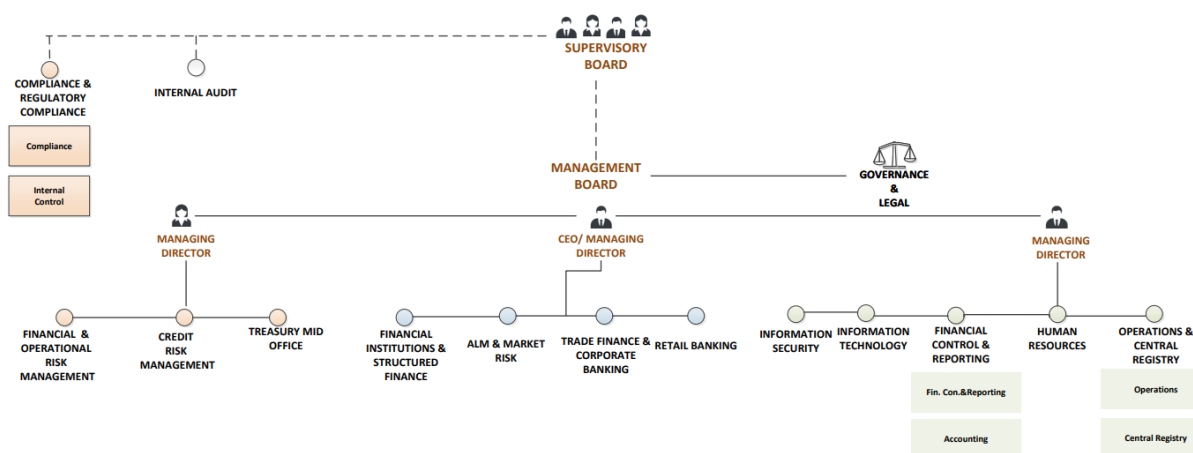 SUPERVISORY
BOARD
COMPLIANCE &
REGULATORY
COMPLIANCE
INTERNAL AUDIT
Compliance
Internal
Control
MANAGEMENT
BOARD
GOVERNANCE
&
LEGAL
MANAGING
DIRECTOR
CEO/ MANAGING
DIRECTOR
MANAGING
DIRECTOR
FINANCIAL &
OPERATIONAL
RISK
MANAGEMENT
CREDIT
RISK
MANAGEMENT
TREASURY MID
OFFICE
FINANCIAL
INSTITUTIONS &
STRUCTURED
FINANCE
ALM & MARKET
RISK
TRADE FINANCE &
CORPORATE
BANKING
RETAIL BANKING
INFORMATION
SECURITY
INFORMATION
TECHNOLOGY
FINANCIAL
CONTROL &
REPORTING
HUMAN
RESOURCES
OPERATIONS &
CENTRAL
REGISTRY
Fin. Con.&Reporting
Operations
Accounting
Central Registry